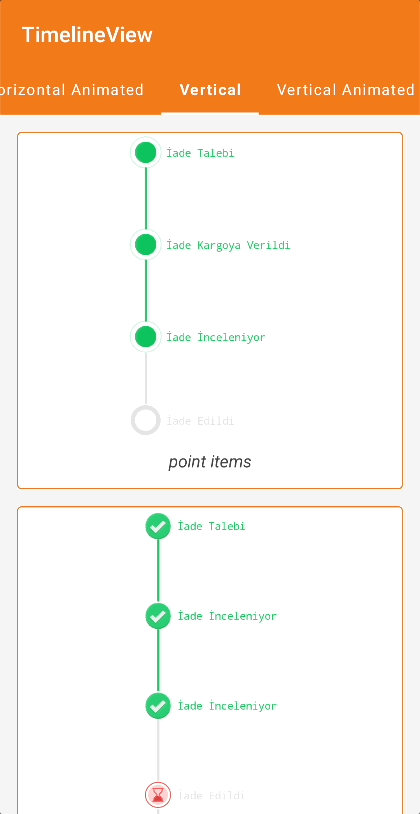 TimelineView
orizontal Animated
Vertical
Vertical Animated
İade Talebi
İade Kargoya Verildi
İade İnceleniyor
İade Edildi
point items
İade Talebi
İade İnceleniyor
İade İnceleniyor
İade Edildi